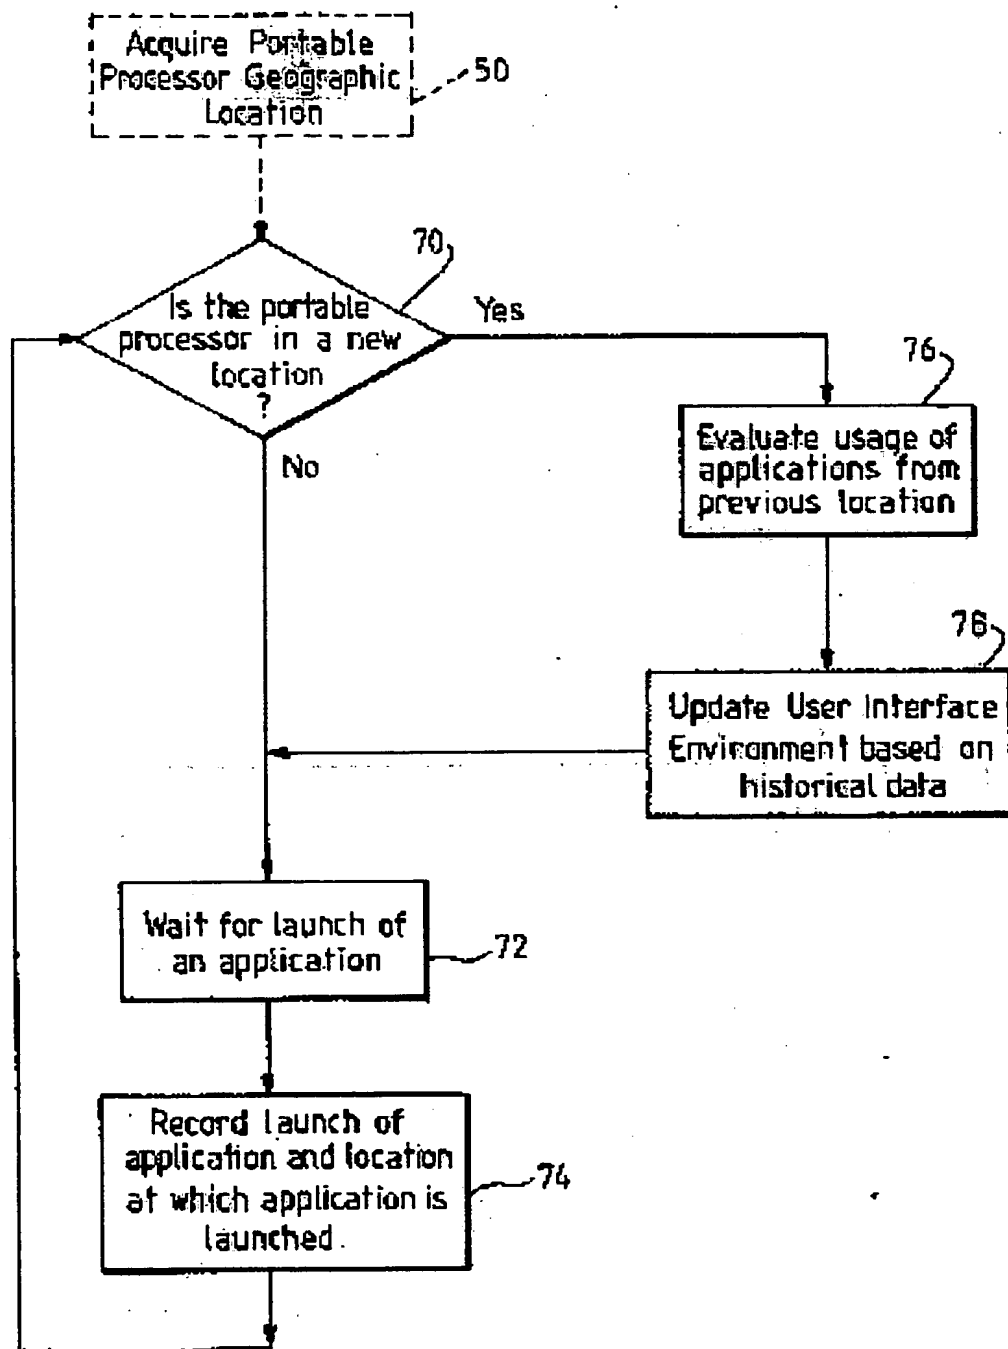 Acquire Portable
Processor Geographic
Location
50
70
Is the portable
processor in a new
location
?
Yes
No
76
Evaluate usage of
applications from
previous location
78
Update User Interface
Environment based on
historical data
Wait for launch of
an application
72
Record launch of
application and location
at which application is
launched.
74